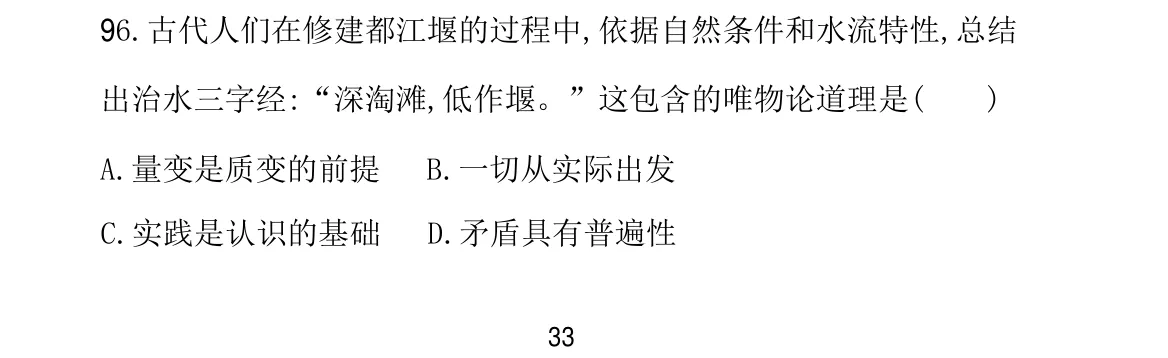 96.古代人们在修建都江堰的过程中,依据自然条件和水流特性,总结
出治水三字经:“深淘滩,低作堰。”这包含的唯物论道理是(  )
A.量变是质变的前提 B.一切从实际出发
C.实践是认识的基础 D.矛盾具有普遍性
33